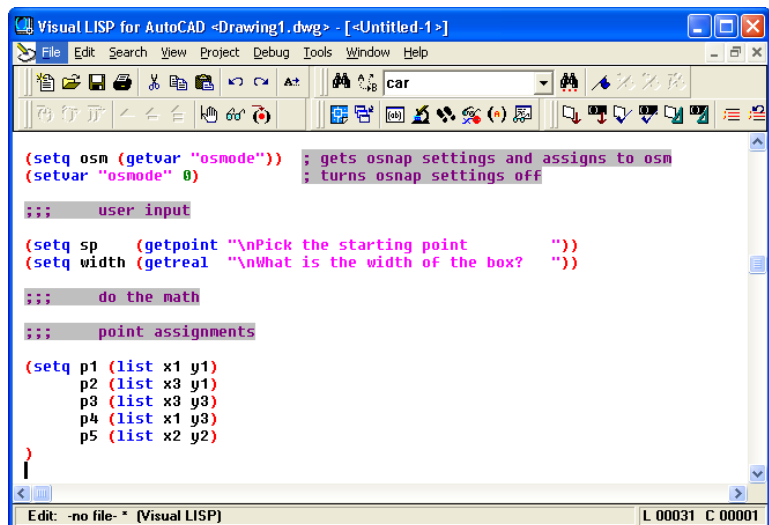 Visual LISP for AutoCAD <Drawing1.dwg> - [<Untitled-1>]
File Edit Search View Project Debug Tools Window Help
car
(setq osm (getvar "osmode")) ; gets osnap settings and assigns to osm
(setvar "osmode" 0) ; turns osnap settings off
;;; user input
(setq sp (getpoint "\nPick the starting point "))
(setq width (getreal "\nWhat is the width of the box? "))
;;; do the math
;;; point assignments
(setq p1 (list x1 y1)
p2 (list x3 y1)
p3 (list x3 y3)
p4 (list x1 y3)
p5 (list x2 y2)
)
Edit: -no file- * (Visual LISP) L 00031 C 00001